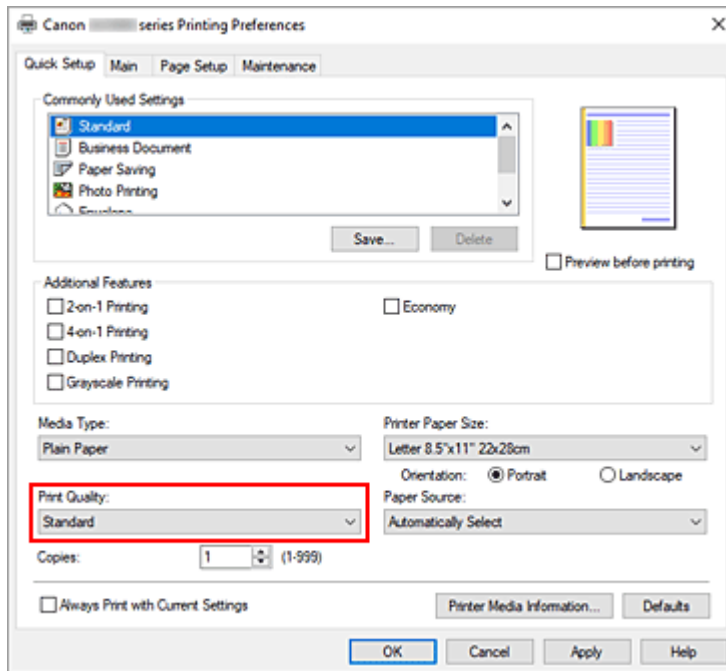 Canon series Printing Preferences
Quick Setup Main Page Setup Maintenance
Commonly Used Settings
Standard
Business Document
Paper Saving
Photo Printing
Save... Delete
Preview before printing
Additional Features
2-on-1 Printing Economy
4-on-1 Printing
Duplex Printing
Grayscale Printing
Media Type: Printer Paper Size:
Plain Paper Letter 8.5"x11" 22x28cm
Orientation: Portrait Landscape
Print Quality: Paper Source:
Standard Automatically Select
Copies: 1 (1-999)
Always Print with Current Settings Printer Media Information... Defaults
OK Cancel Apply Help